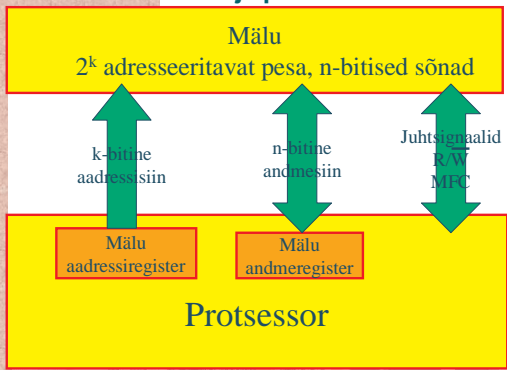 Mälu
2ᵏ adresseeritavat pesa, n-bitised sõnad
k-bitine
aadressisiin
n-bitine
andmesiin
Juhtsignaalid
R/W̅
MFC
Mälu
aadressiregister
Mälu
andmeregister
Protsessor